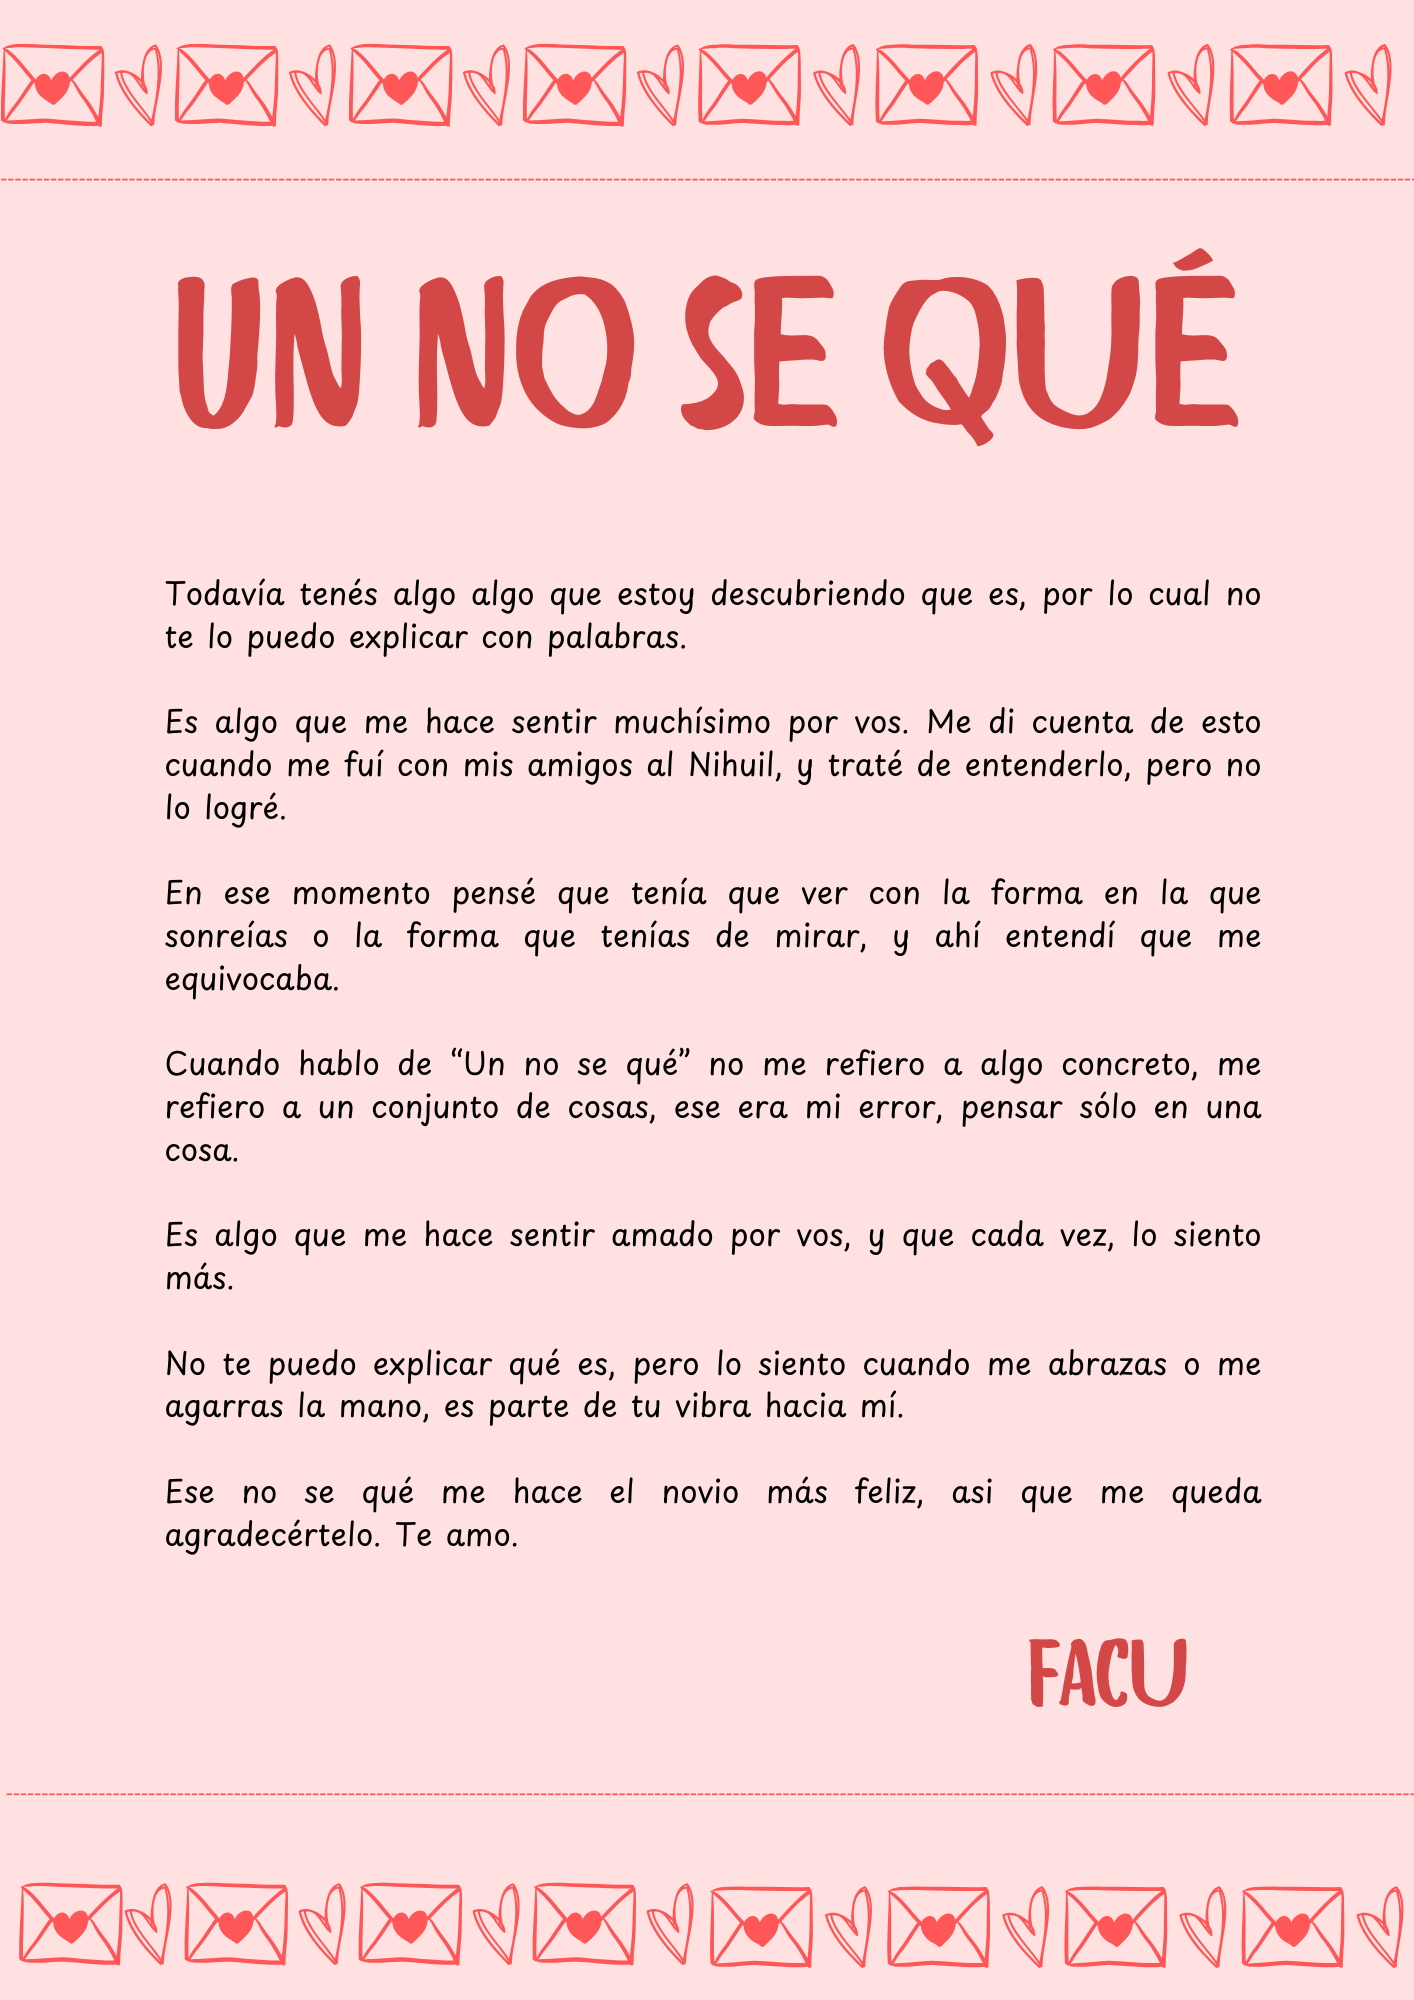 UN NO SE QUÉ
Todavía tenés algo algo que estoy descubriendo que es, por lo cual no
te lo puedo explicar con palabras.
Es algo que me hace sentir muchísimo por vos. Me di cuenta de esto
cuando me fuí con mis amigos al Nihuil, y traté de entenderlo, pero no
lo logré.
En ese momento pensé que tenía que ver con la forma en la que
sonreías o la forma que tenías de mirar, y ahí entendí que me
equivocaba.
Cuando hablo de “Un no se qué” no me refiero a algo concreto, me
refiero a un conjunto de cosas, ese era mi error, pensar sólo en una
cosa.
Es algo que me hace sentir amado por vos, y que cada vez, lo siento
más.
No te puedo explicar qué es, pero lo siento cuando me abrazas o me
agarras la mano, es parte de tu vibra hacia mí.
Ese no se qué me hace el novio más feliz, asi que me queda
agradecértelo. Te amo.
FACU